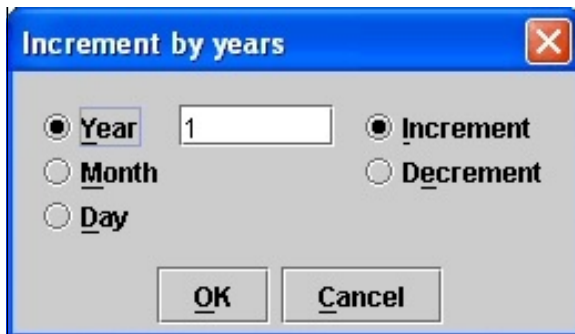 Increment by years
Year 1 Increment
Month Decrement
Day
OK Cancel